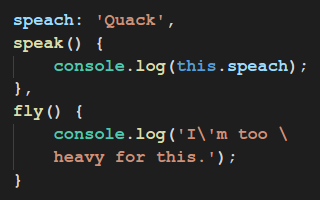 speach: 'Quack',
speak() {
    console.log(this.speach);
},
fly() {
    console.log('I\'m too \
    heavy for this.');
}